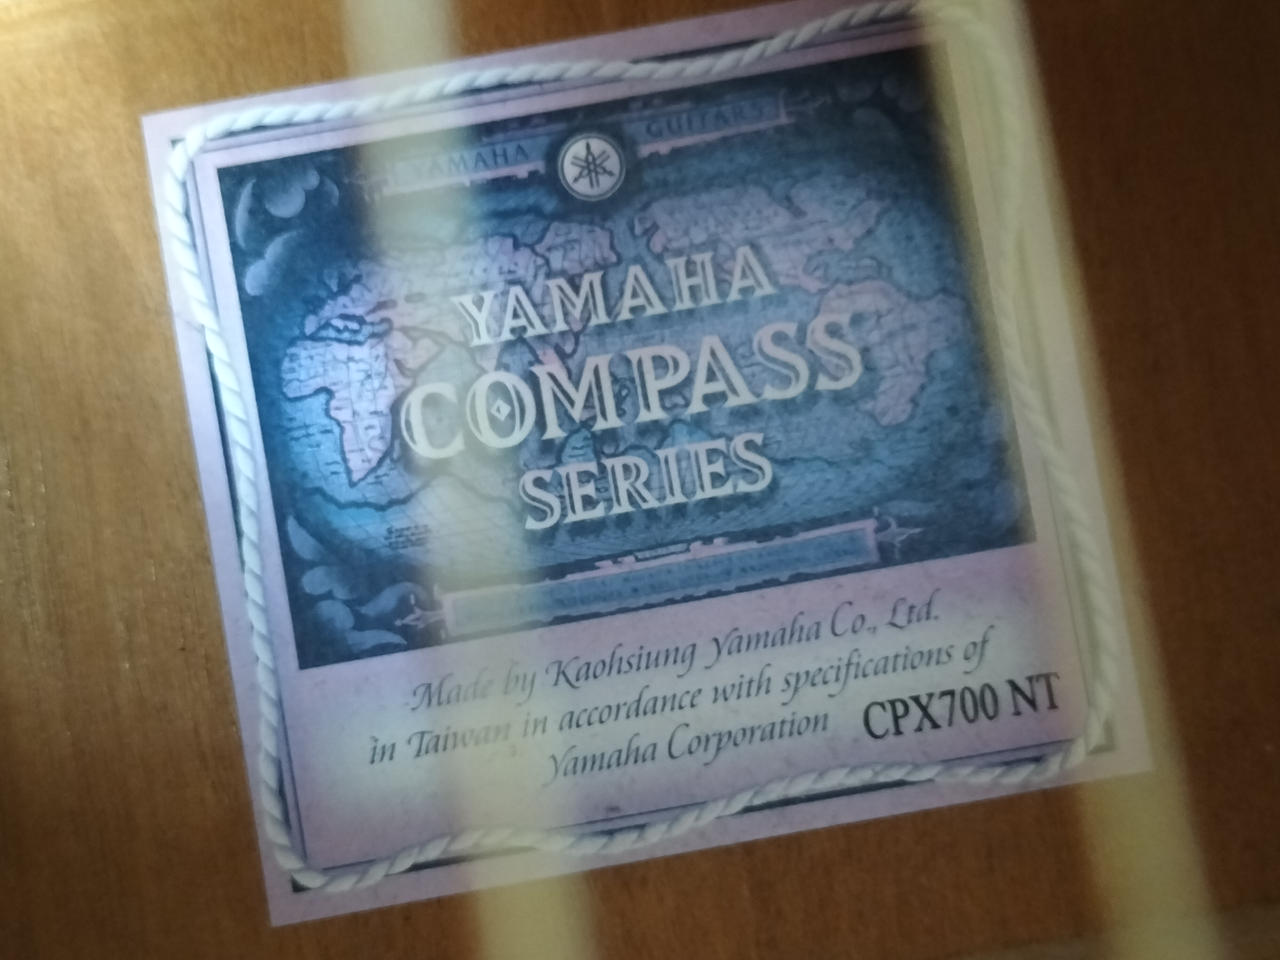 YAMAHA GUITARS
YAMAHA
COMPASS
SERIES
Made by Kaohsiung Yamaha Co., Ltd.
in Taiwan in accordance with specifications of
Yamaha Corporation CPX700 NT